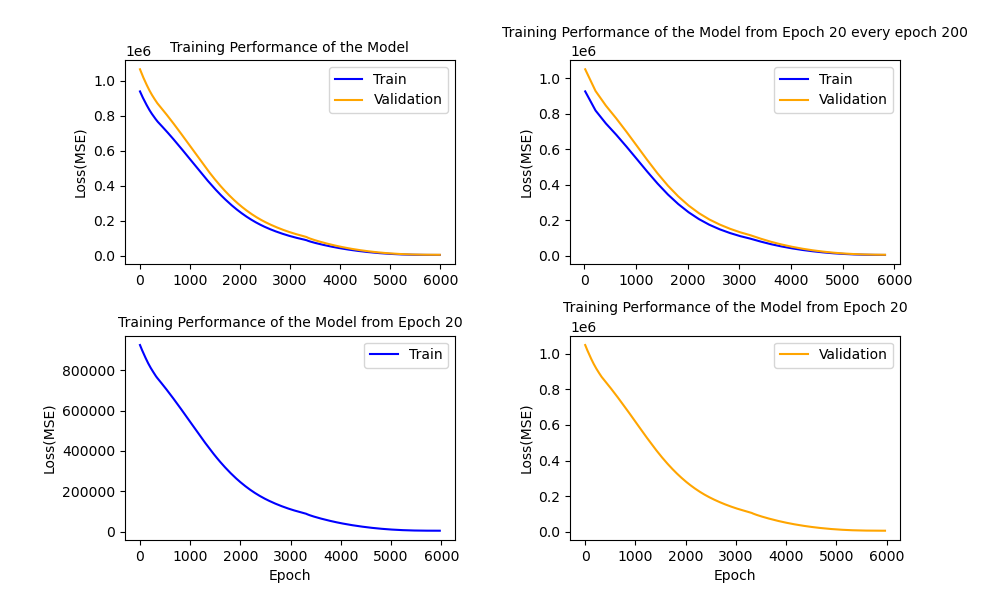 Training Performance of the Model
1e6
Loss(MSE)
1.0
0.8
0.6
0.4
0.2
0.0
0 1000 2000 3000 4000 5000 6000
Train
Validation
Training Performance of the Model from Epoch 20 every epoch 200
1e6
Loss(MSE)
1.0
0.8
0.6
0.4
0.2
0.0
0 1000 2000 3000 4000 5000 6000
Train
Validation
Training Performance of the Model from Epoch 20
Loss(MSE)
800000
600000
400000
200000
0
0 1000 2000 3000 4000 5000 6000
Epoch
Train
Training Performance of the Model from Epoch 20
1e6
Loss(MSE)
1.0
0.8
0.6
0.4
0.2
0.0
0 1000 2000 3000 4000 5000 6000
Epoch
Validation